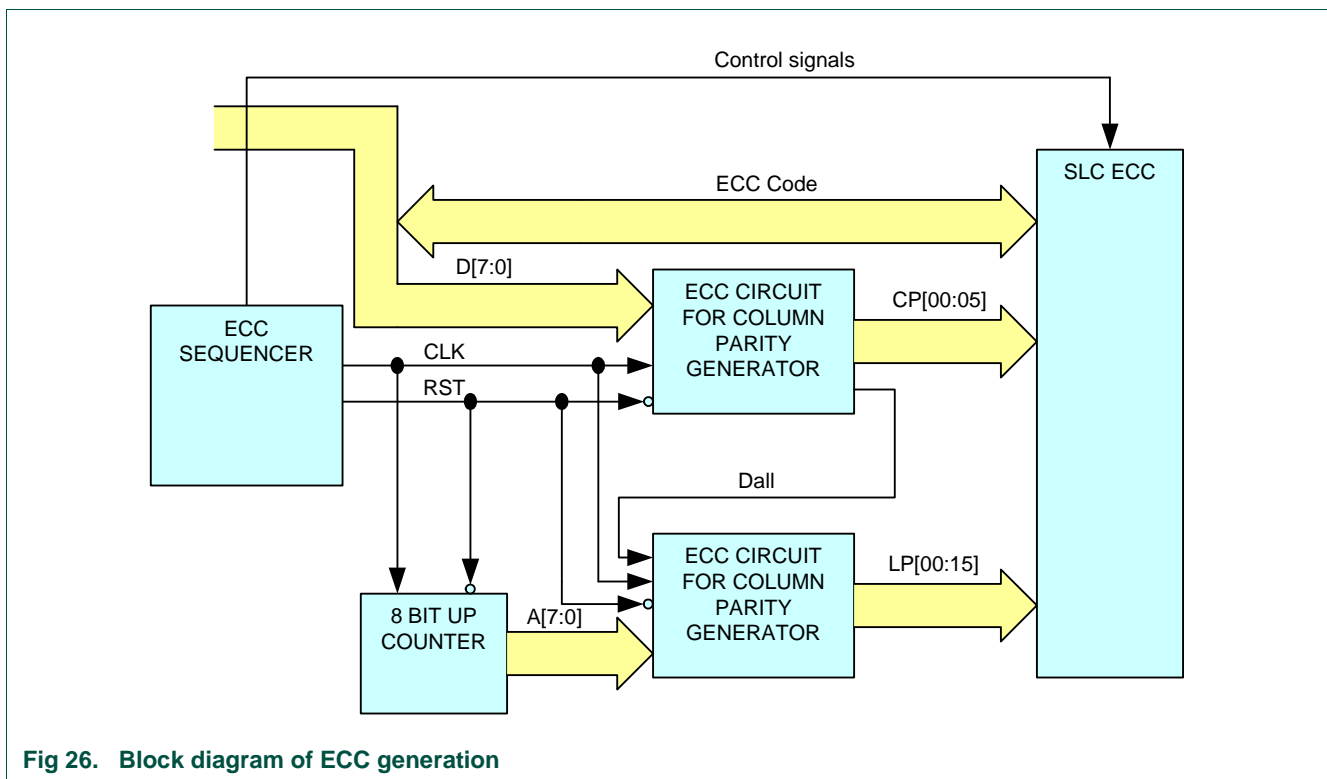 Control signals
SLC ECC
ECC Code
D[7:0]
ECC CIRCUIT
FOR COLUMN
PARITY
GENERATOR
CP[00:05]
ECC
SEQUENCER
CLK
RST
Dall
ECC CIRCUIT
FOR COLUMN
PARITY
GENERATOR
LP[00:15]
8 BIT UP
COUNTER
A[7:0]
Fig 26. Block diagram of ECC generation